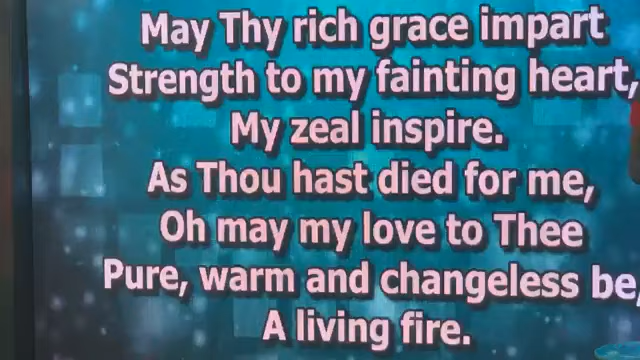 May Thy rich grace impart
Strength to my fainting heart,
My zeal inspire.
As Thou hast died for me,
Oh may my love to Thee
Pure, warm and changeless be,
A living fire.